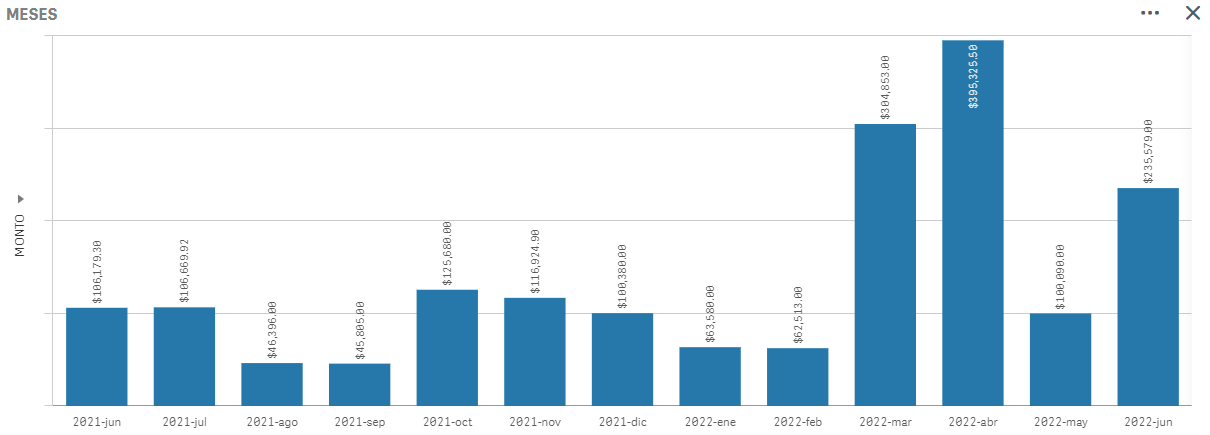 MESES
MONTO
$106,179.30
$106,669.92
$46,396.00
$45,805.00
$125,680.00
$116,924.90
$100,380.00
$63,580.00
$62,513.00
$304,853.00
$395,325.50
$100,090.00
$235,579.00
2021-jun
2021-jul
2021-ago
2021-sep
2021-oct
2021-nov
2021-dic
2022-ene
2022-feb
2022-mar
2022-abr
2022-may
2022-jun